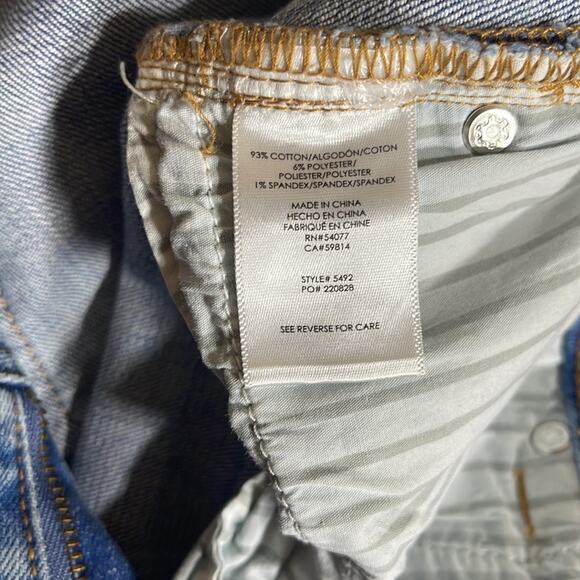 93% COTTON/ALGODÓN/COTON
6% POLYESTER/
POLIESTER/POLYESTER
1% SPANDEX/SPANDEX/SPANDEX
MADE IN CHINA
HECHO EN CHINA
FABRIQUÉ EN CHINE
RN#54077
CA#59814
STYLE# 5492
PO# 220828
SEE REVERSE FOR CARE